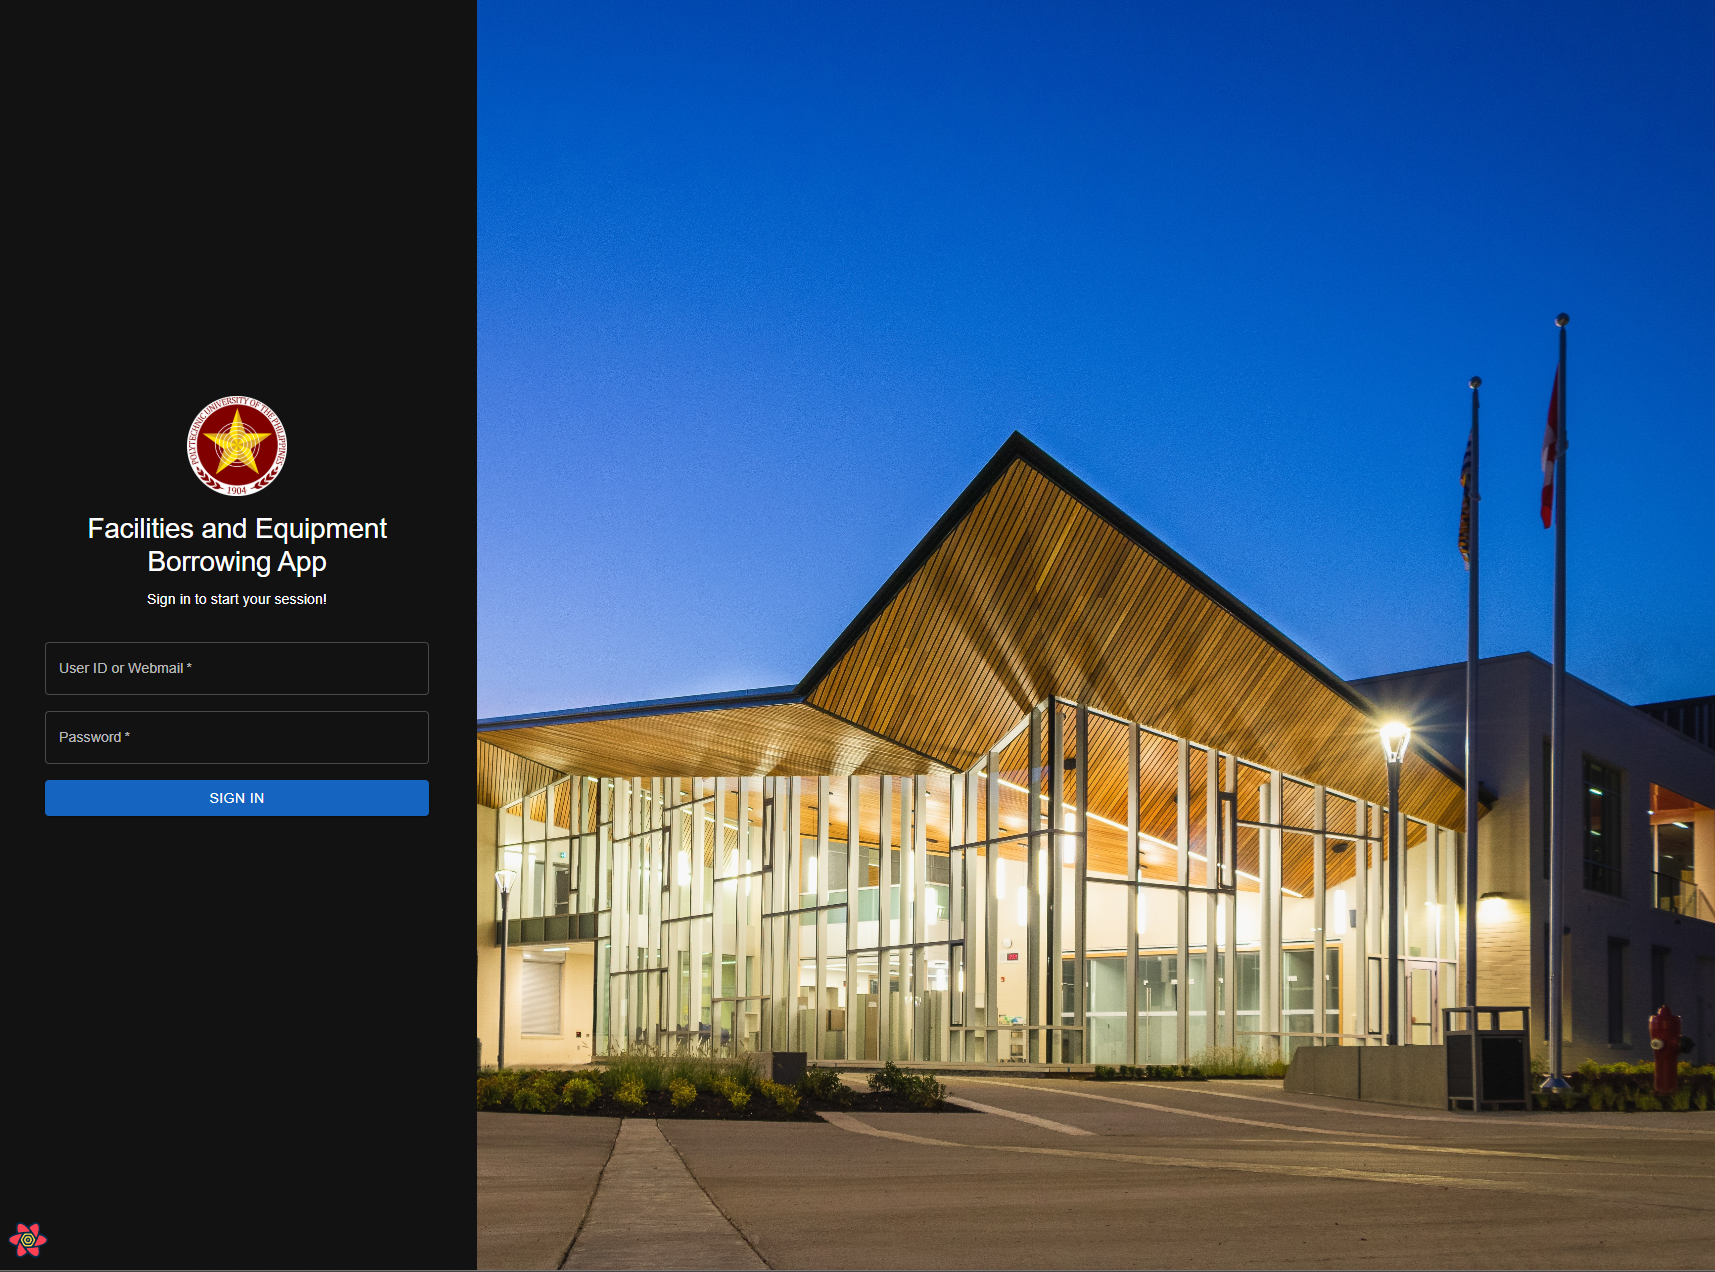 POLYTECHNIC UNIVERSITY OF THE PHILIPPINES
1904
Facilities and Equipment
Borrowing App
Sign in to start your session!
User ID or Webmail *
Password *
SIGN IN